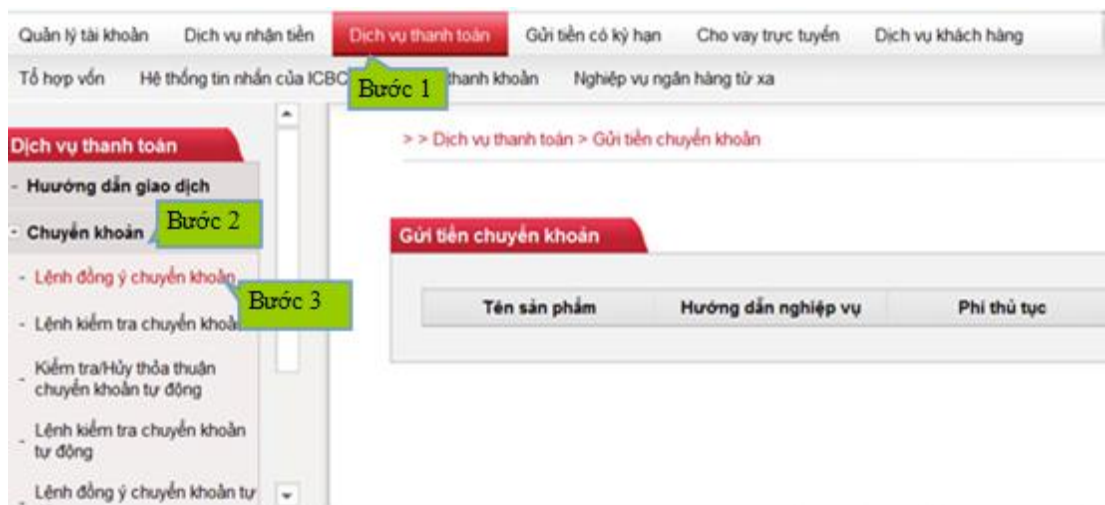 Quản lý tài khoản Dịch vụ nhận tiền Dịch vụ thanh toán Gửi tiền có kỳ hạn Cho vay trực tuyến Dịch vụ khách hàng
Tổ hợp vốn Hệ thống tin nhắn của ICBC thanh khoản Nghiệp vụ ngân hàng từ xa
Bước 1
Dịch vụ thanh toán
- Huướng dẫn giao dịch
- Chuyển khoản
Bước 2
- Lệnh đồng ý chuyển khoản
Bước 3
- Lệnh kiểm tra chuyển khoản
- Kiểm tra/Hủy thỏa thuận
chuyển khoản tự động
- Lệnh kiểm tra chuyển khoản
tự động
- Lệnh đồng ý chuyển khoản tự
> > Dịch vụ thanh toán > Gửi tiền chuyển khoản
Gửi tiền chuyển khoản
Tên sản phẩm Hướng dẫn nghiệp vụ Phí thủ tục